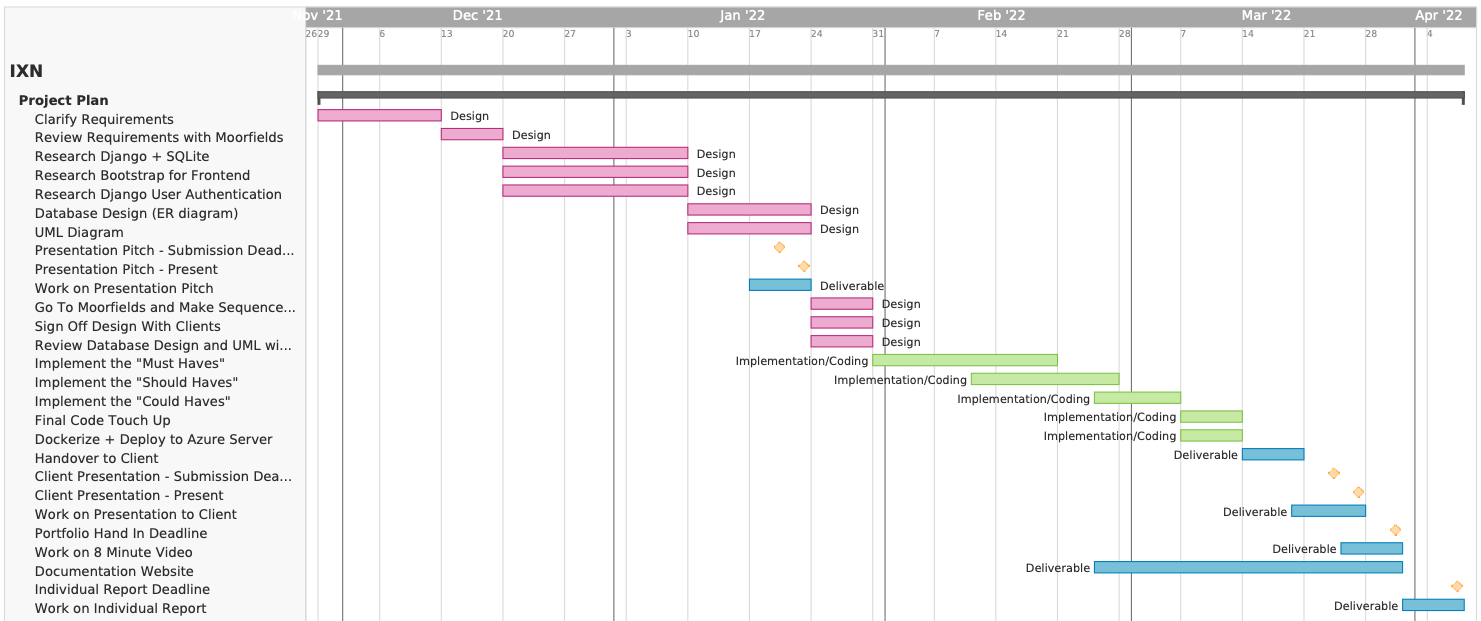 Nov '21 Dec '21 Jan '22 Feb '22 Mar '22 Apr '22
26 29 6 13 20 27 3 10 17 24 31 7 14 21 28 7 14 21 28 4
IXN
Project Plan
Clarify Requirements Design
Review Requirements with Moorfields Design
Research Django + SQLite Design
Research Bootstrap for Frontend Design
Research Django User Authentication Design
Database Design (ER diagram) Design
UML Diagram Design
Presentation Pitch - Submission Dead...
Presentation Pitch - Present
Work on Presentation Pitch Deliverable
Go To Moorfields and Make Sequence... Design
Sign Off Design With Clients Design
Review Database Design and UML wi... Design
Implement the "Must Haves" Implementation/Coding
Implement the "Should Haves" Implementation/Coding
Implement the "Could Haves" Implementation/Coding
Final Code Touch Up Implementation/Coding
Dockerize + Deploy to Azure Server Implementation/Coding
Handover to Client Deliverable
Client Presentation - Submission Dea...
Client Presentation - Present
Work on Presentation to Client Deliverable
Portfolio Hand In Deadline
Work on 8 Minute Video Deliverable
Documentation Website Deliverable
Individual Report Deadline
Work on Individual Report Deliverable